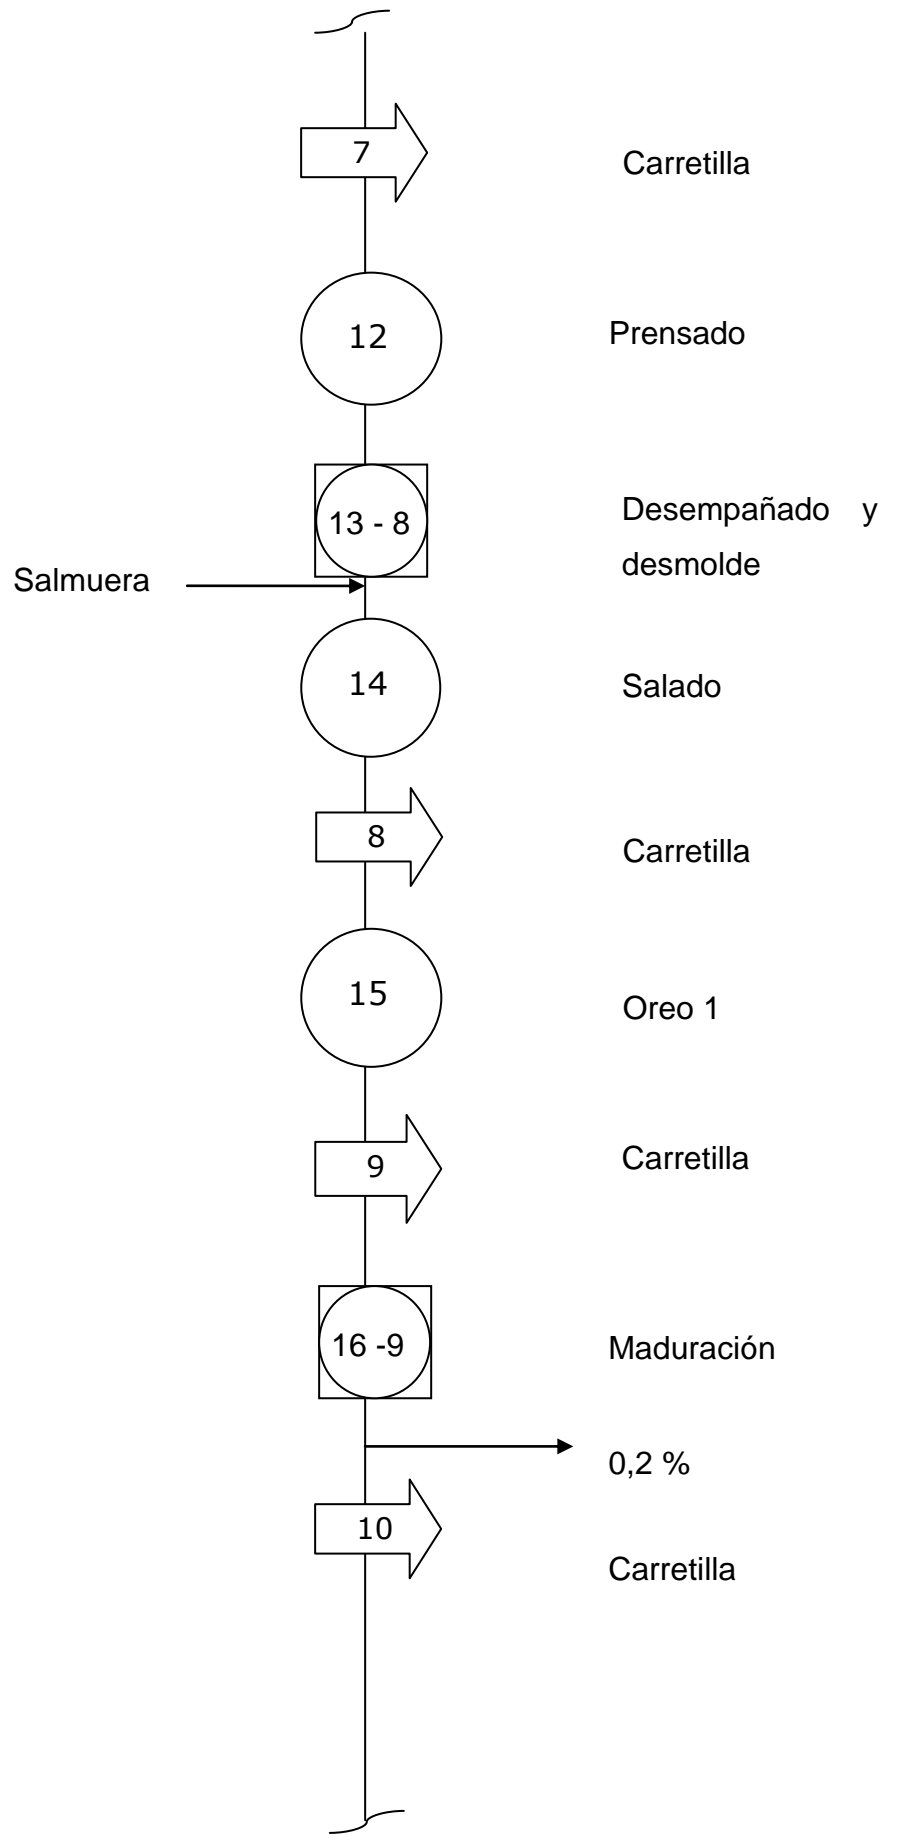 7
Carretilla
12
Prensado
13 - 8
Desempañado y
desmolde
Salmuera
14
Salado
8
Carretilla
15
Oreo 1
9
Carretilla
16 -9
Maduración
0,2 %
10
Carretilla